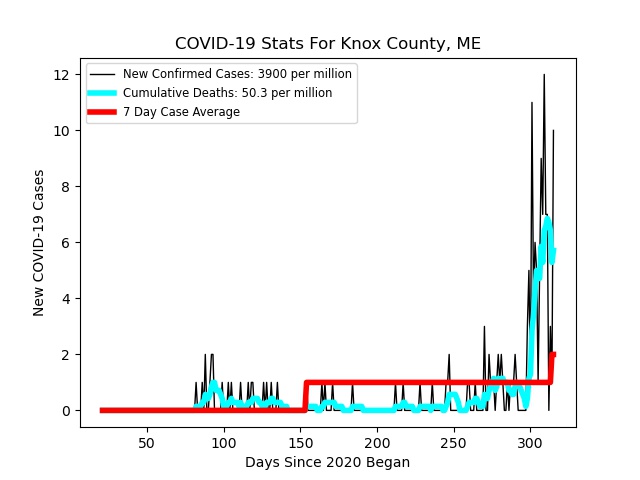 COVID-19 Stats For Knox County, ME
New Confirmed Cases: 3900 per million
Cumulative Deaths: 50.3 per million
7 Day Case Average
New COVID-19 Cases
12
10
8
6
4
2
0
50 100 150 200 250 300
Days Since 2020 Began